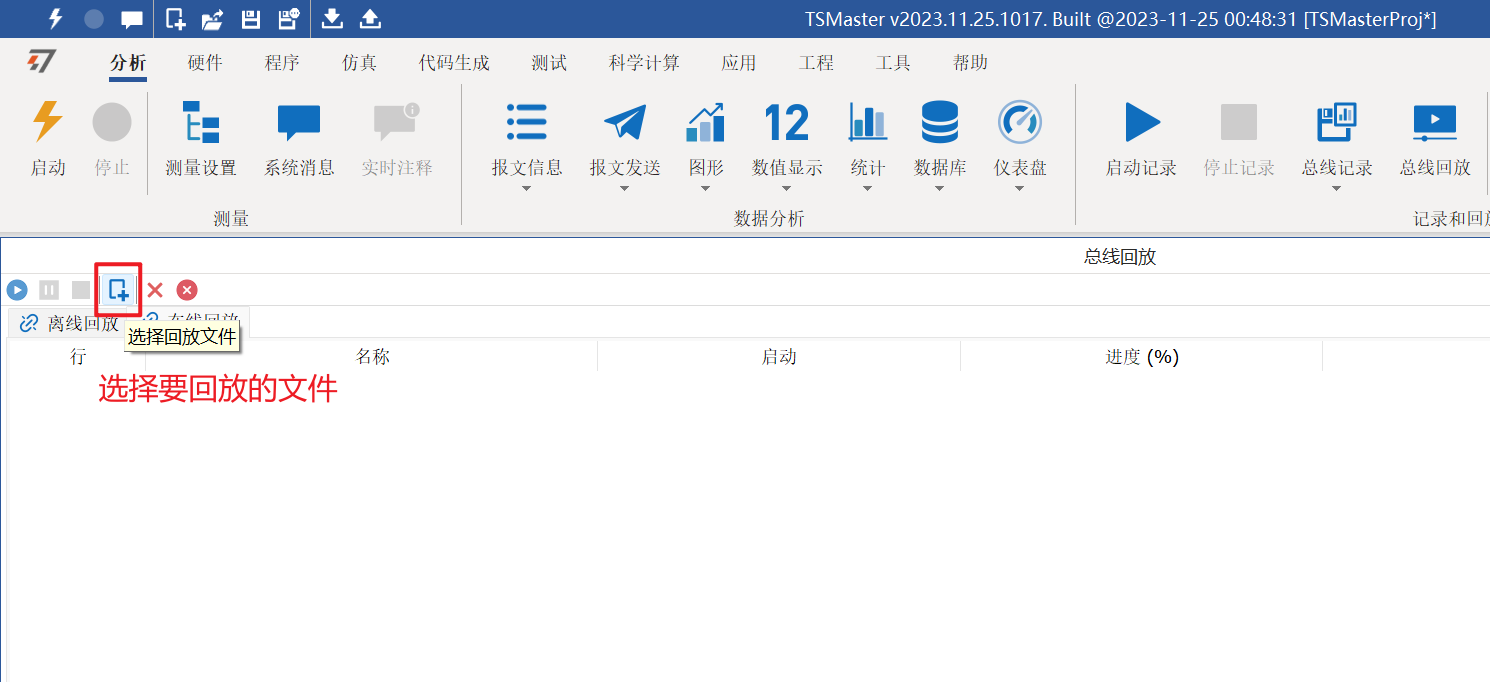 TSMaster v2023.11.25.1017. Built @2023-11-25 00:48:31 [TSMasterProj*]
分析 硬件 程序 仿真 代码生成 测试 科学计算 应用 工程 工具 帮助
12
启动 停止 测量设置 系统消息 实时注释 报文信息 报文发送 图形 数值显示 统计 数据库 仪表盘 启动记录 停止记录 总线记录 总线回放
测量 数据分析 记录和回放
总线回放
离线回放 在线回放
选择回放文件
行 名称 启动 进度 (%)
选择要回放的文件